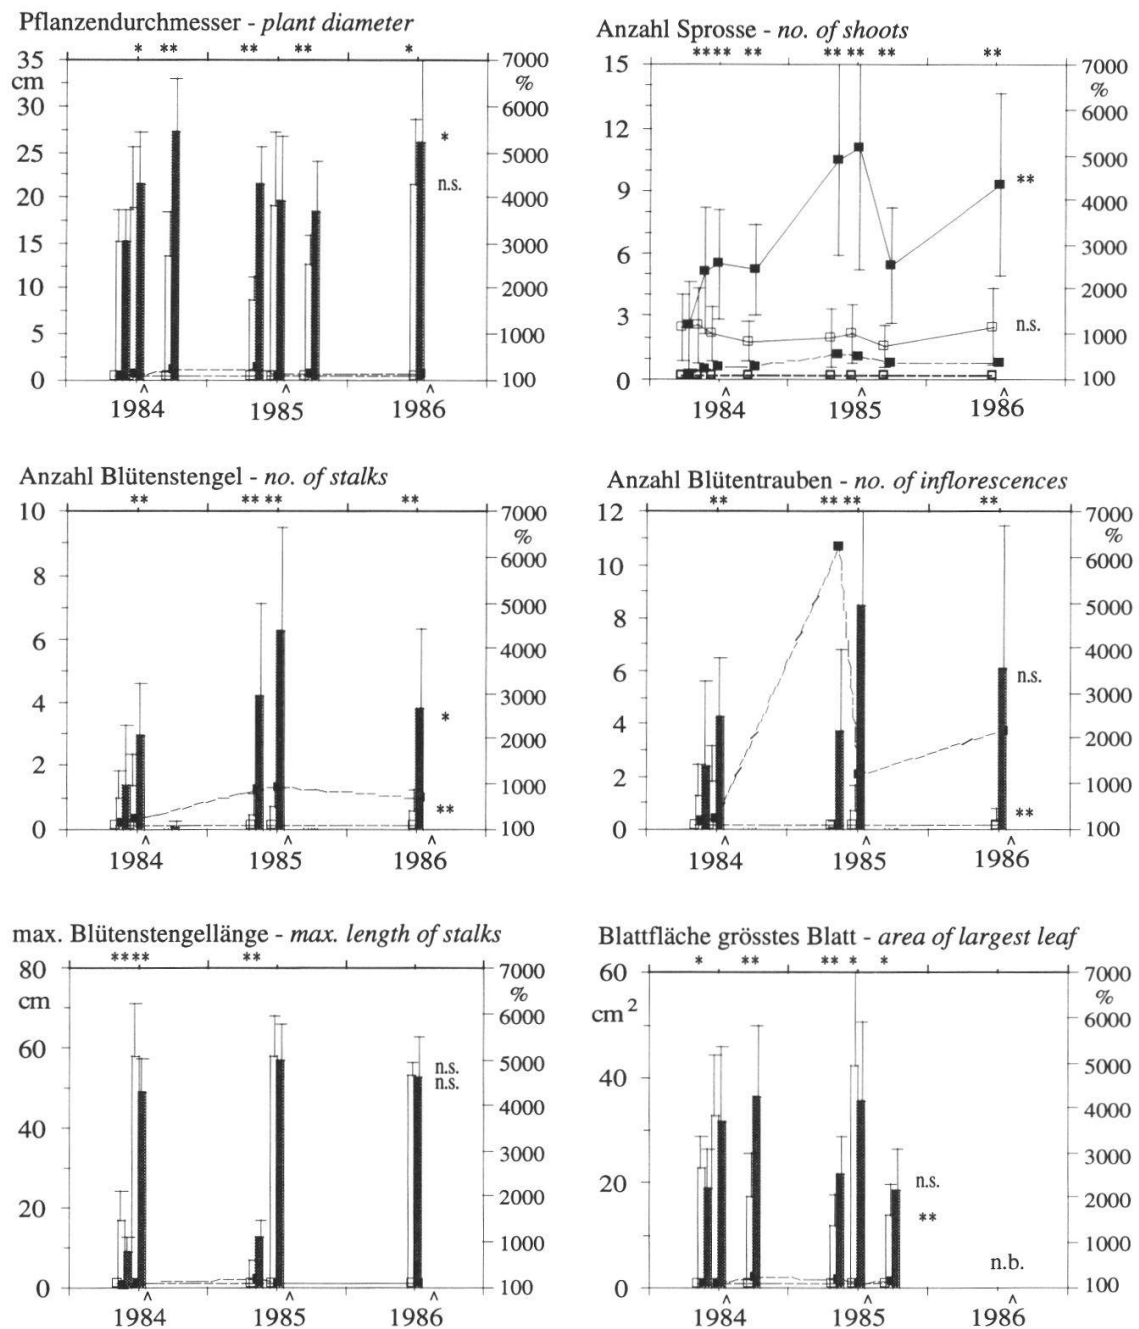 Pflanzendurchmesser - plant diameter
* ** ** ** *
35 7000
cm %
30 6000
25 5000
20 4000
15 3000
10 2000
5 1000
0 100
*
n.s.
^ ^ ^
1984 1985 1986
Anzahl Sprosse - no. of shoots
** ** ** ** ** ** **
15 7000
%
6000
12 5000
9 4000
3000
6 2000
3 1000
0 100
**
n.s.
^ ^ ^
1984 1985 1986
Anzahl Blütenstengel - no. of stalks
** ** ** **
10 7000
%
8 6000
5000
6 4000
4 3000
2000
2 1000
0 100
*
**
^ ^ ^
1984 1985 1986
Anzahl Blütentrauben - no. of inflorescences
** ** ** **
12 7000
%
10 6000
8 5000
6 4000
3000
4 2000
2 1000
0 100
n.s.
**
^ ^ ^
1984 1985 1986
max. Blütenstengellänge - max. length of stalks
** ** **
80 7000
cm %
6000
60 5000
40 4000
3000
20 2000
1000
0 100
n.s.
n.s.
^ ^ ^
1984 1985 1986
Blattfläche grösstes Blatt - area of largest leaf
* ** ** * *
60 7000
cm² %
6000
40 5000
4000
20 3000
2000
1000
0 100
n.s.
**
n.b.
^ ^ ^
1984 1985 1986